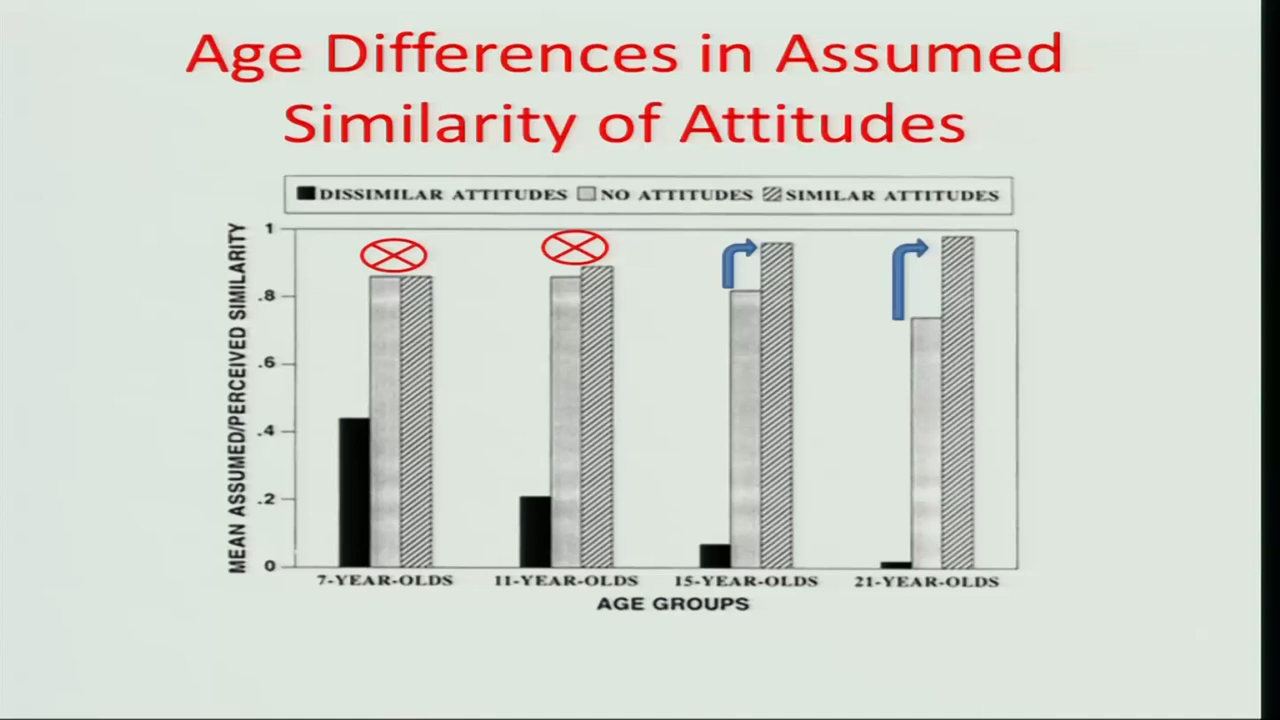 Age Differences in Assumed
Similarity of Attitudes
DISSIMILAR ATTITUDES NO ATTITUDES SIMILAR ATTITUDES
MEAN ASSUMED/PERCEIVED SIMILARITY
1
.8
.6
.4
.2
0
7-YEAR-OLDS 11-YEAR-OLDS 15-YEAR-OLDS 21-YEAR-OLDS
AGE GROUPS